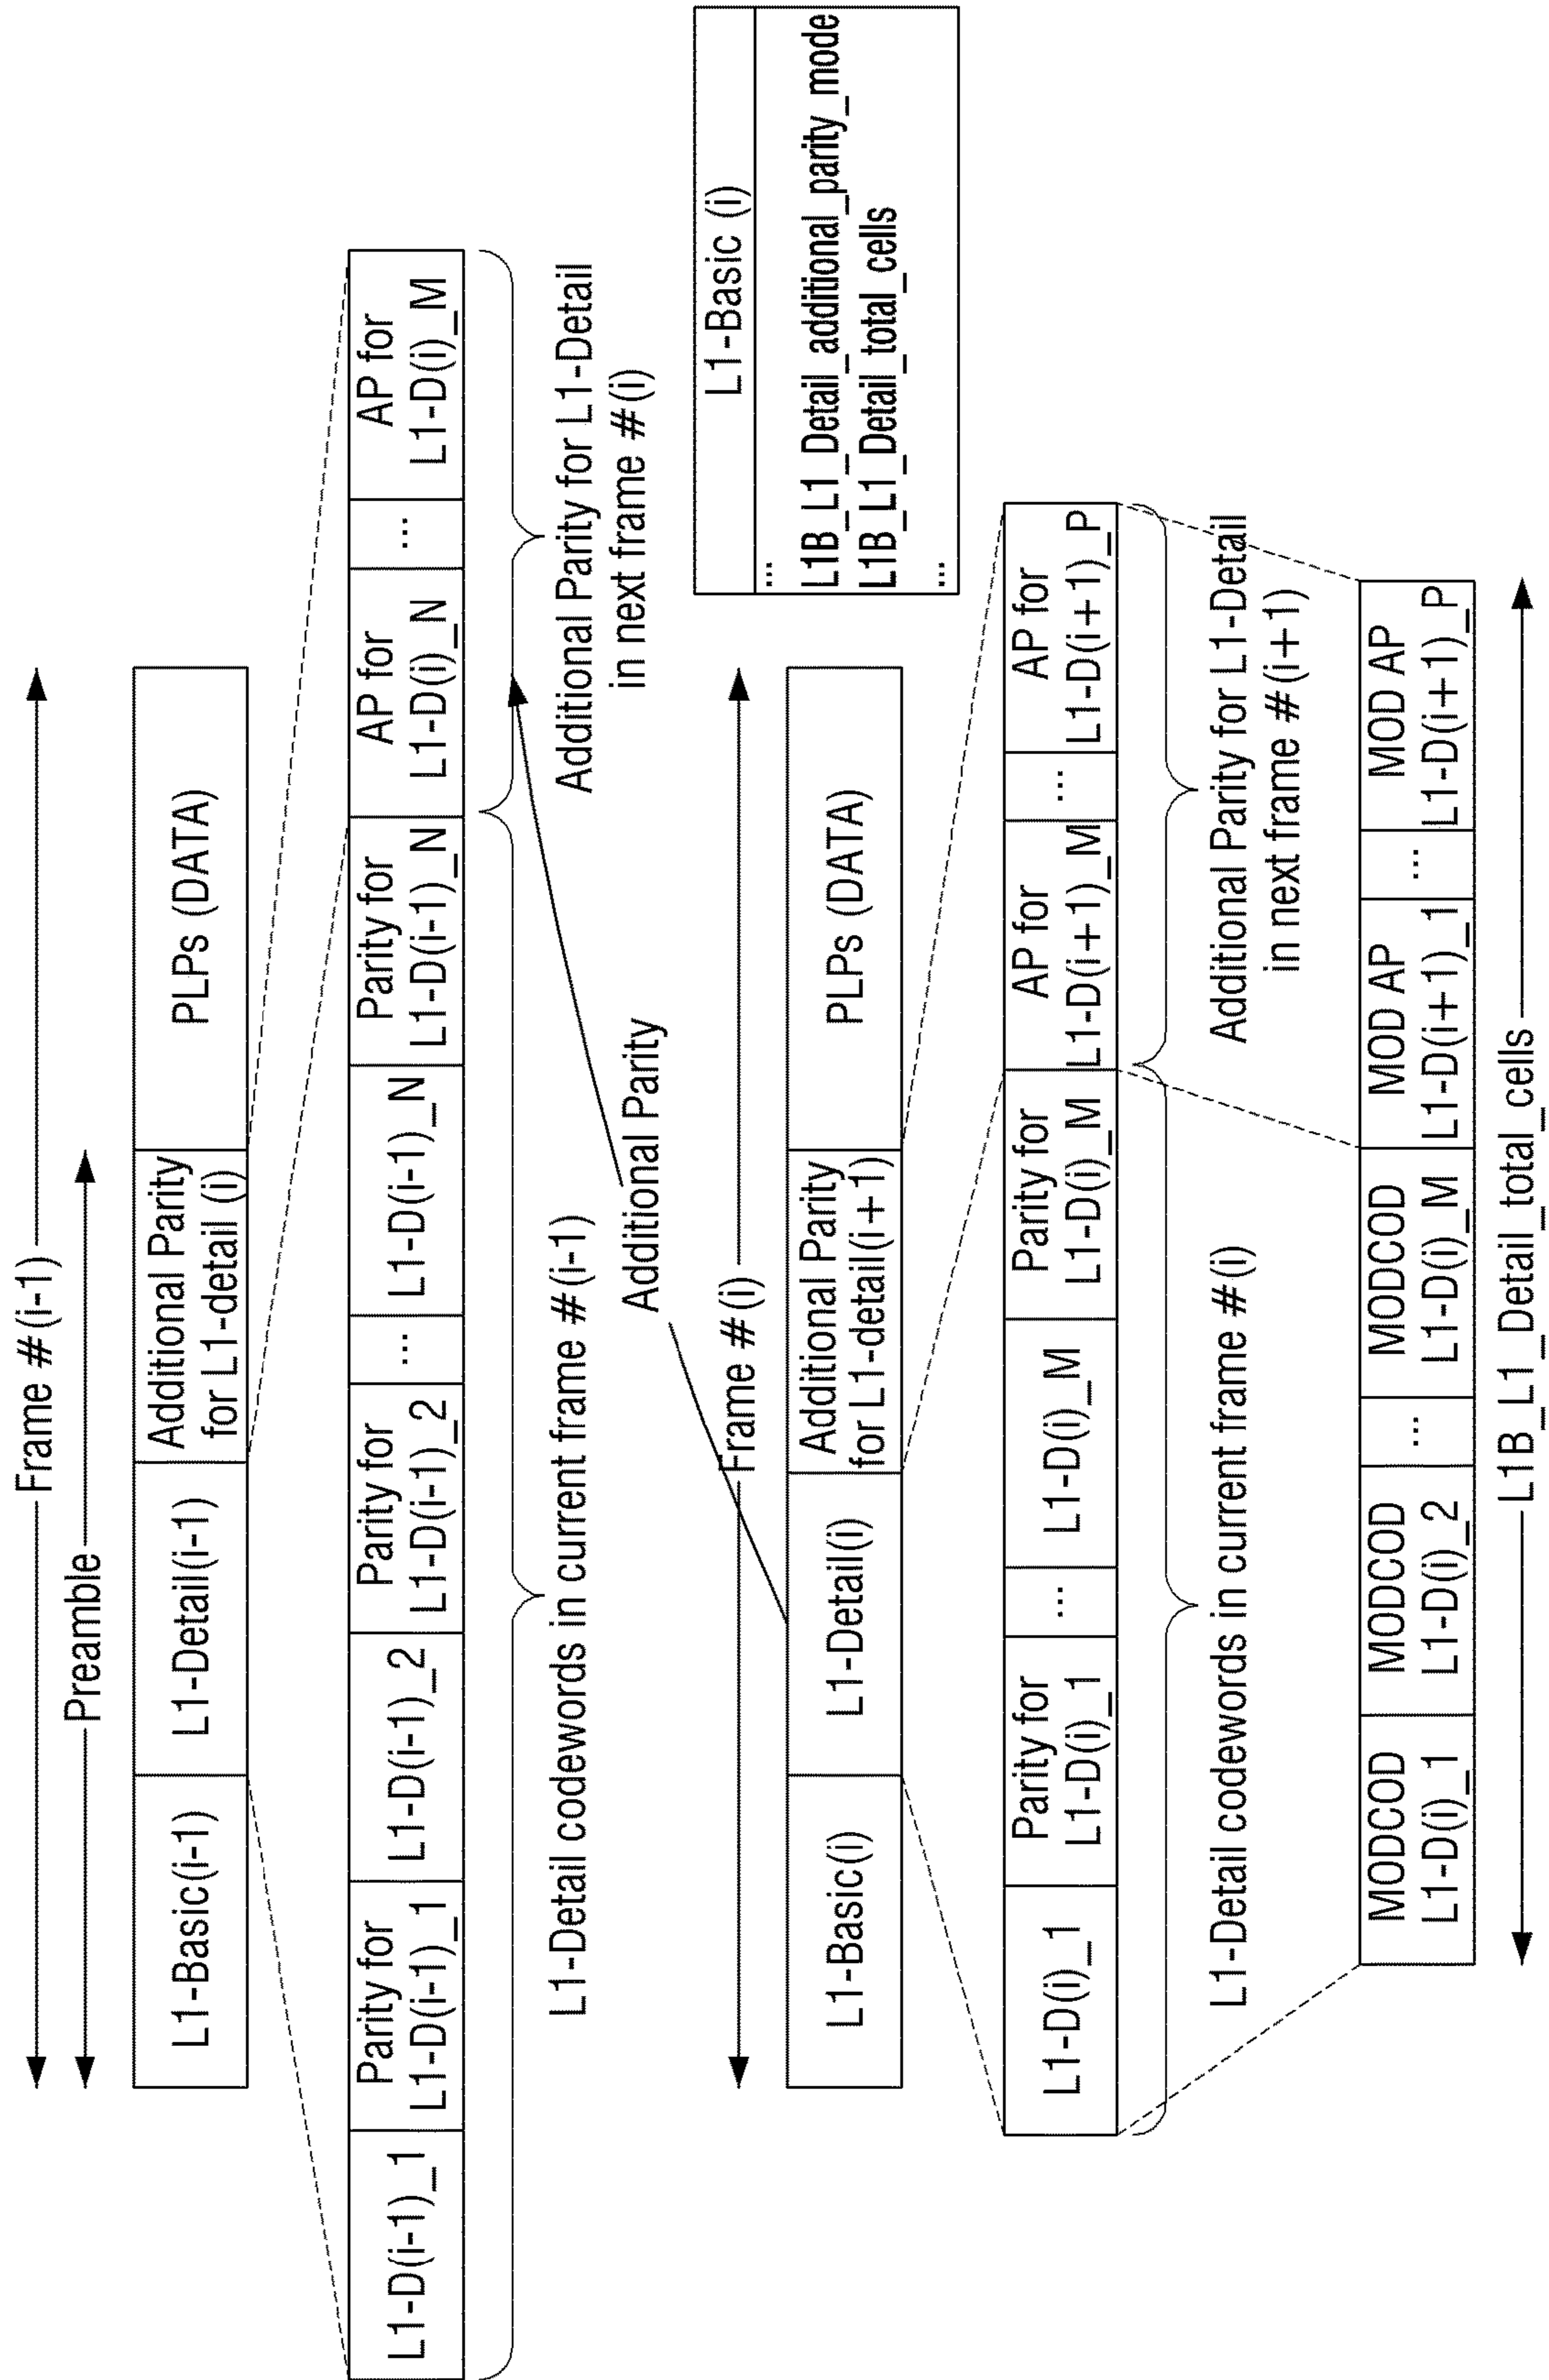 Frame #(i-1)
Preamble
L1-Basic(i-1)
L1-Detail(i-1)
Additional Parity
for L1-detail (i)
PLPs (DATA)
L1-D(i-1)_1
Parity for
L1-D(i-1)_1
L1-D(i-1)_2
Parity for
L1-D(i-1)_2
...
L1-D(i-1)_N
Parity for
L1-D(i-1)_N
AP for
L1-D(i)_N
...
AP for
L1-D(i)_M
L1-Detail codewords in current frame #(i-1)
Additional Parity for L1-Detail
in next frame #(i)
Additional Parity
L1-Basic (i)
...
L1B_L1_Detail_additional_parity_mode
L1B_L1_Detail_total_cells
...
Frame #(i)
L1-Basic(i)
L1-Detail(i)
Additional Parity
for L1-detail(i+1)
PLPs (DATA)
L1-D(i)_1
Parity for
L1-D(i)_1
...
L1-D(i)_M
Parity for
L1-D(i)_M
AP for
L1-D(i+1)_M
...
AP for
L1-D(i+1)_P
L1-Detail codewords in current frame #(i)
Additional Parity for L1-Detail
in next frame #(i+1)
MODCOD
L1-D(i)_1
MODCOD
L1-D(i)_2
...
MODCOD
L1-D(i)_M
MOD AP
L1-D(i+1)_1
...
MOD AP
L1-D(i+1)_P
L1B_L1_Detail_total_cells